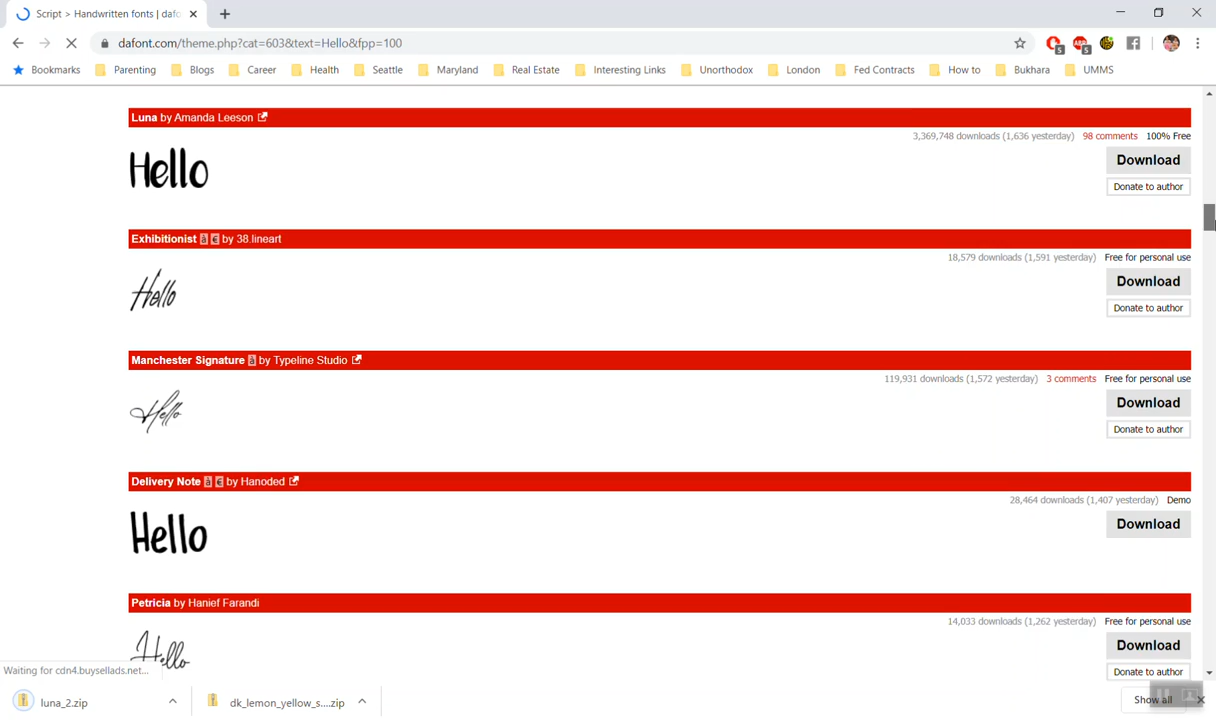 Script > Handwritten fonts | dafo
dafont.com/theme.php?cat=603&text=Hello&fpp=100
5
ABP
5
Bookmarks Parenting Blogs Career Health Seattle Maryland Real Estate Interesting Links Unorthodox London Fed Contracts How to Bukhara UMMS
Luna by Amanda Leeson
3,369,748 downloads (1,636 yesterday) 98 comments 100% Free
Hello
Download
Donate to author
Exhibitionist à € by 38.lineart
18,579 downloads (1,591 yesterday) Free for personal use
Hello
Download
Donate to author
Manchester Signature à by Typeline Studio
119,931 downloads (1,572 yesterday) 3 comments Free for personal use
Hello
Download
Donate to author
Delivery Note à € by Hanoded
28,464 downloads (1,407 yesterday) Demo
Hello
Download
Petricia by Hanief Farandi
14,033 downloads (1,262 yesterday) Free for personal use
Hello
Download
Donate to author
Waiting for cdn4.buysellads.net...
luna_2.zip dk_lemon_yellow_s....zip Show all